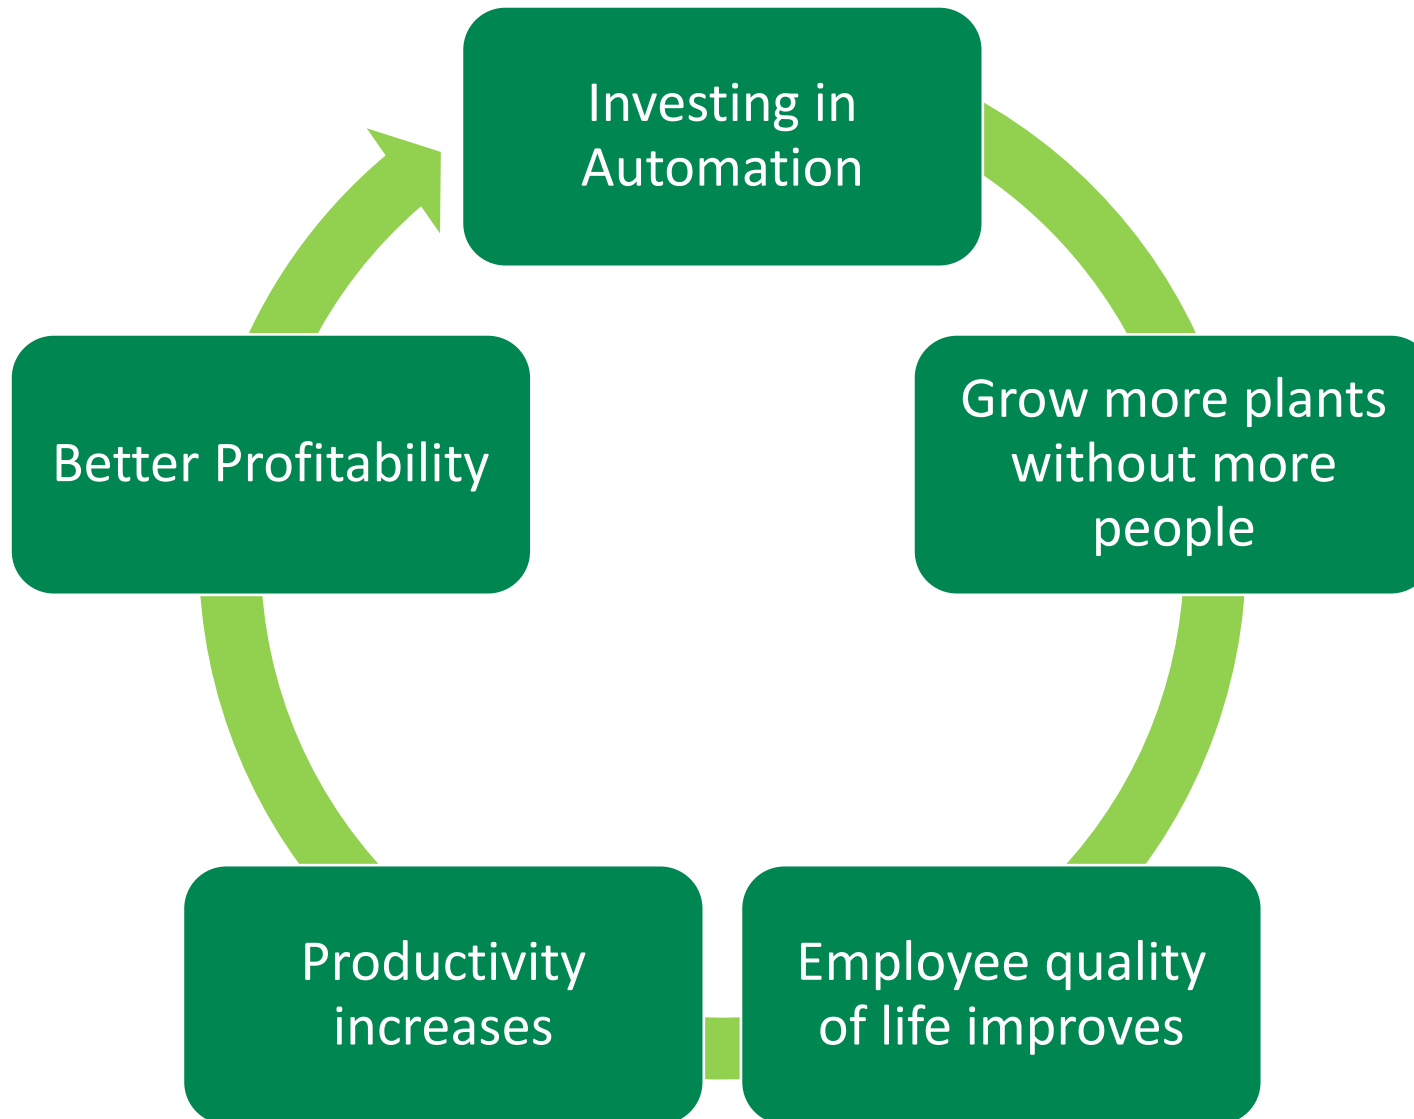 Investing in
Automation
Grow more plants
without more
people
Employee quality
of life improves
Productivity
increases
Better Profitability